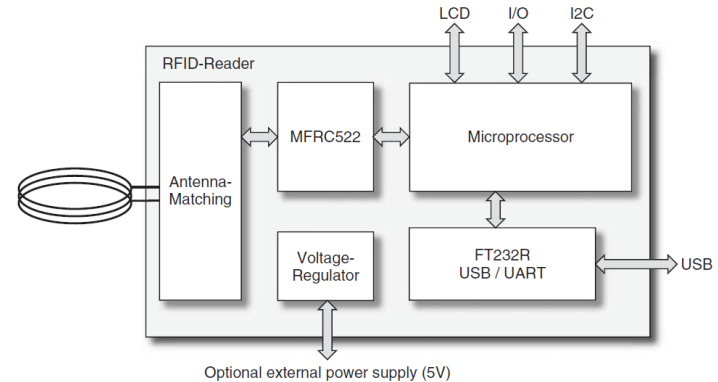 LCD
I/O
I2C
RFID-Reader
MFRC522
Microprocessor
Antenna-
Matching
Voltage-
Regulator
FT232R
USB / UART
USB
Optional external power supply (5V)